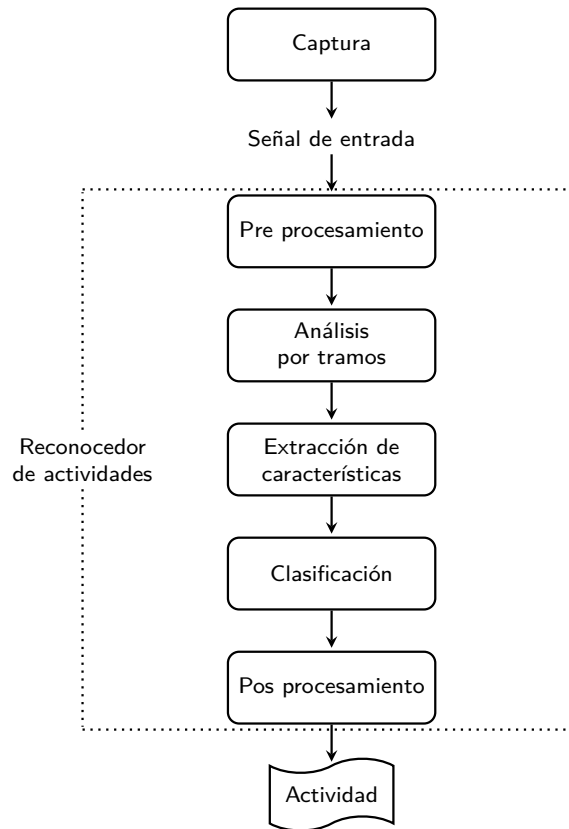 Captura
Señal de entrada
Pre procesamiento
Análisis
por tramos
Reconocedor
de actividades
Extracción de
características
Clasificación
Pos procesamiento
Actividad